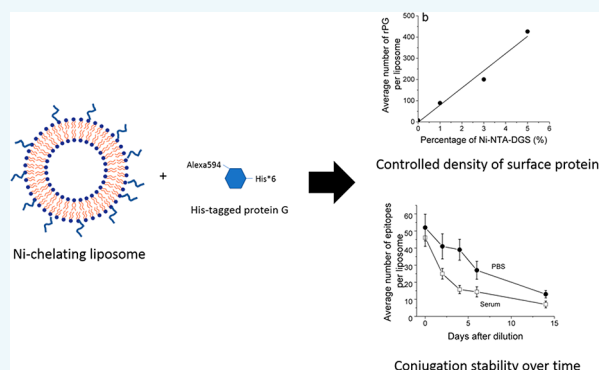 b
Average number of rPG
per liposome
500
400
300
200
100
0
0 1 2 3 4 5 6
Percentage of Ni-NTA-DGS (%)
Controlled density of surface protein
Alexa594
His*6
+
His-tagged protein G
Ni-chelating liposome
Average number of epitopes
per liposome
60
50
40
30
20
10
0
PBS
Serum
0 5 10 15
Days after dilution
Conjugation stability over time